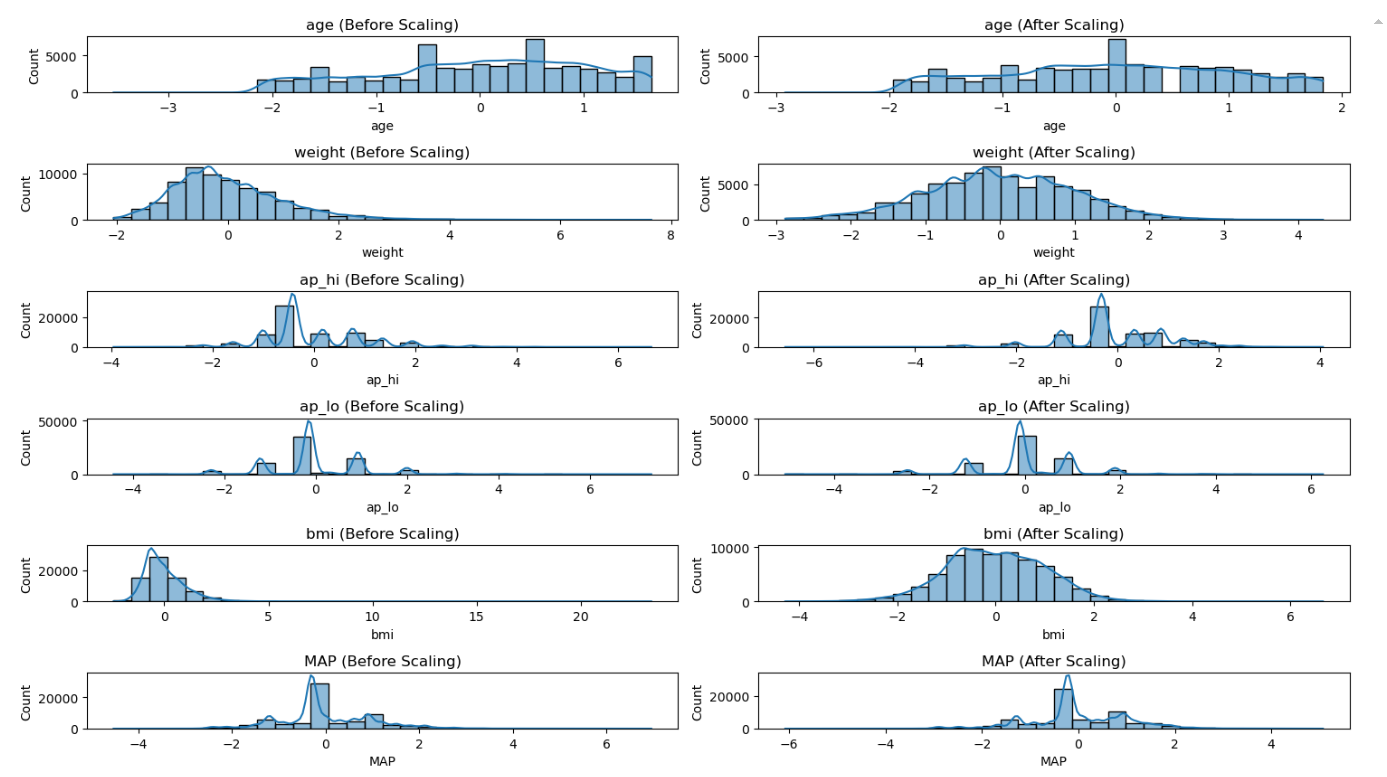 age (Before Scaling)
Count
5000
0
−3 −2 −1 0 1
age
age (After Scaling)
Count
5000
0
−3 −2 −1 0 1 2
age
weight (Before Scaling)
Count
10000
0
−2 0 2 4 6 8
weight
weight (After Scaling)
Count
5000
0
−3 −2 −1 0 1 2 3 4
weight
ap_hi (Before Scaling)
Count
20000
0
−4 −2 0 2 4 6
ap_hi
ap_hi (After Scaling)
Count
20000
0
−6 −4 −2 0 2 4
ap_hi
ap_lo (Before Scaling)
Count
50000
0
−4 −2 0 2 4 6
ap_lo
ap_lo (After Scaling)
Count
50000
0
−4 −2 0 2 4 6
ap_lo
bmi (Before Scaling)
Count
20000
0
0 5 10 15 20
bmi
bmi (After Scaling)
Count
10000
0
−4 −2 0 2 4 6
bmi
MAP (Before Scaling)
Count
20000
0
−4 −2 0 2 4 6
MAP
MAP (After Scaling)
Count
20000
0
−6 −4 −2 0 2 4
MAP